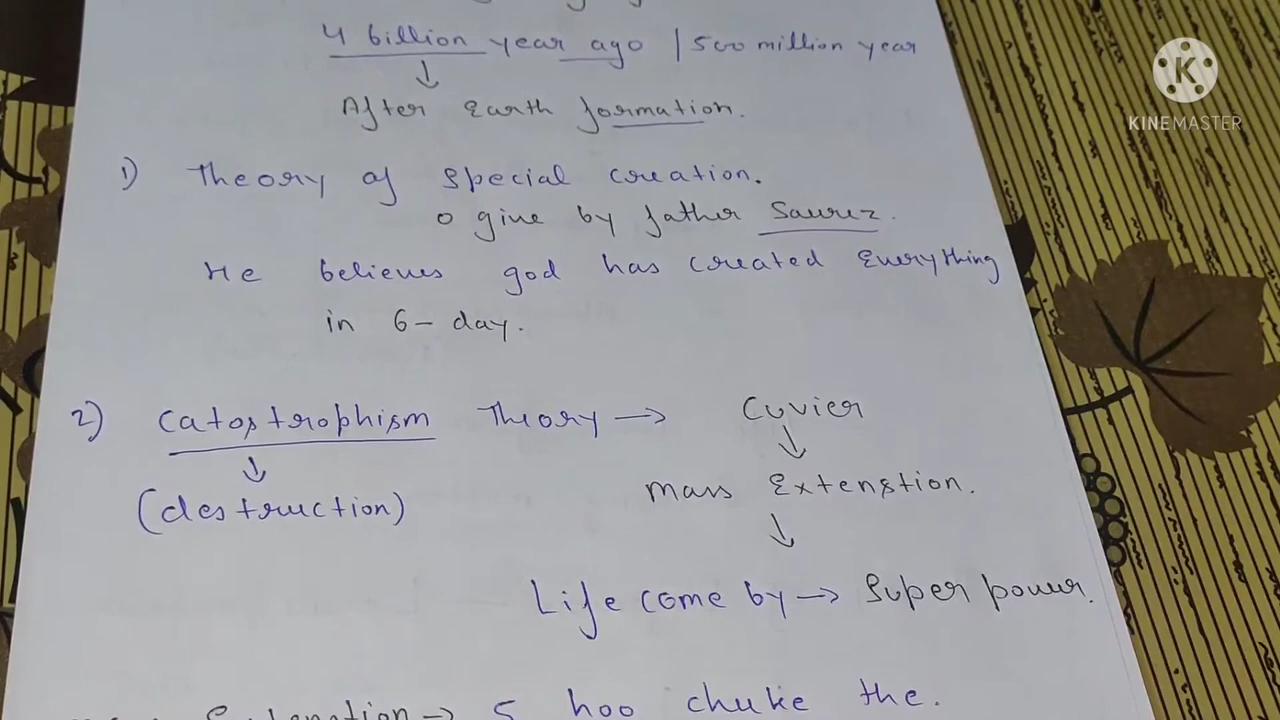 4 billion year ago / 500 million year
↓
After Earth formation.
1) Theory of special creation.
o give by father Saurez.
He believes god has created Everything
in 6-day.
2) catostrophism Theory → Cuvier
↓ ↓
(destruction) Mass Extenstion.
↓
Life come by → Super power.
→ 5 hoo chuke the.
KINEMASTER